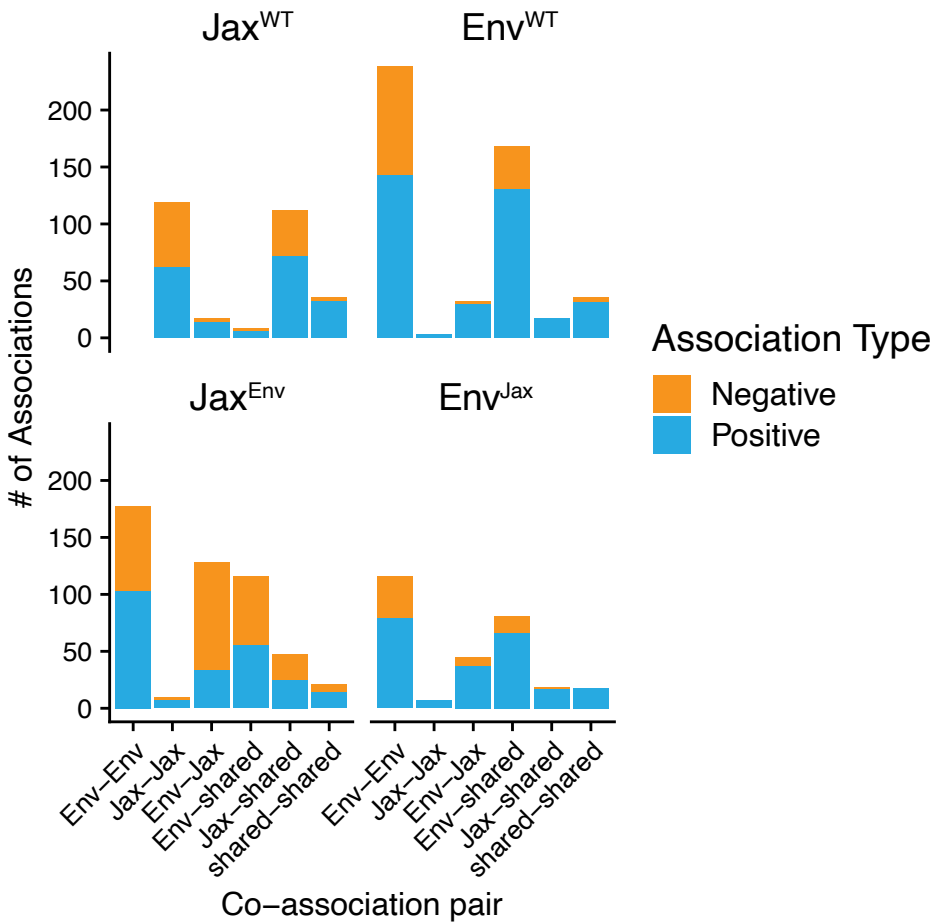 Jax^WT Env^WT
200
150
100
50
0
Jax^Env Env^Jax
200
150
100
50
0
# of Associations
Env−Env
Jax−Jax
Env−Jax
Env−shared
Jax−shared
shared−shared
Env−Env
Jax−Jax
Env−Jax
Env−shared
Jax−shared
shared−shared
Co−association pair
Association Type
Negative
Positive